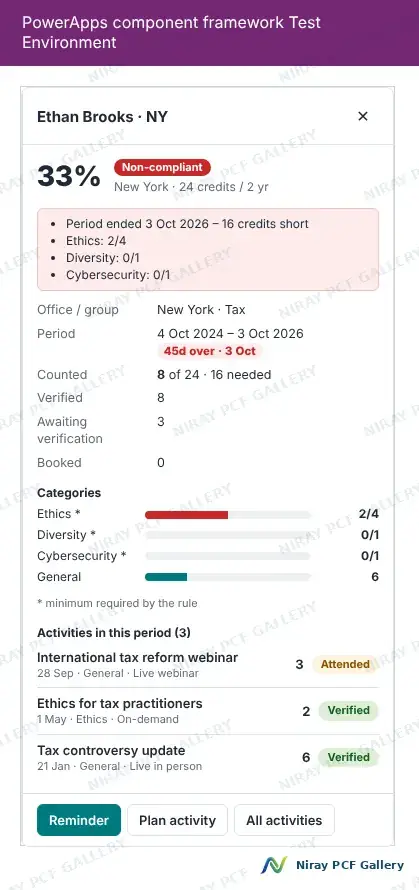 PowerApps component framework Test
Environment
Ethan Brooks · NY
✕
33%
Non-compliant
New York · 24 credits / 2 yr
• Period ended 3 Oct 2026 – 16 credits short
• Ethics: 2/4
• Diversity: 0/1
• Cybersecurity: 0/1
Office / group New York · Tax
Period 4 Oct 2024 – 3 Oct 2026
45d over · 3 Oct
Counted 8 of 24 · 16 needed
Verified 8
Awaiting
verification 3
Booked 0
Categories
Ethics * 2/4
Diversity * 0/1
Cybersecurity * 0/1
General 6
* minimum required by the rule
Activities in this period (3)
International tax reform webinar 3 Attended
28 Sep · General · Live webinar
Ethics for tax practitioners 2 Verified
1 May · Ethics · On-demand
Tax controversy update 6 Verified
21 Jan · General · Live in person
Reminder Plan activity All activities
Niray PCF Gallery
NIRAY PCF GALLERY